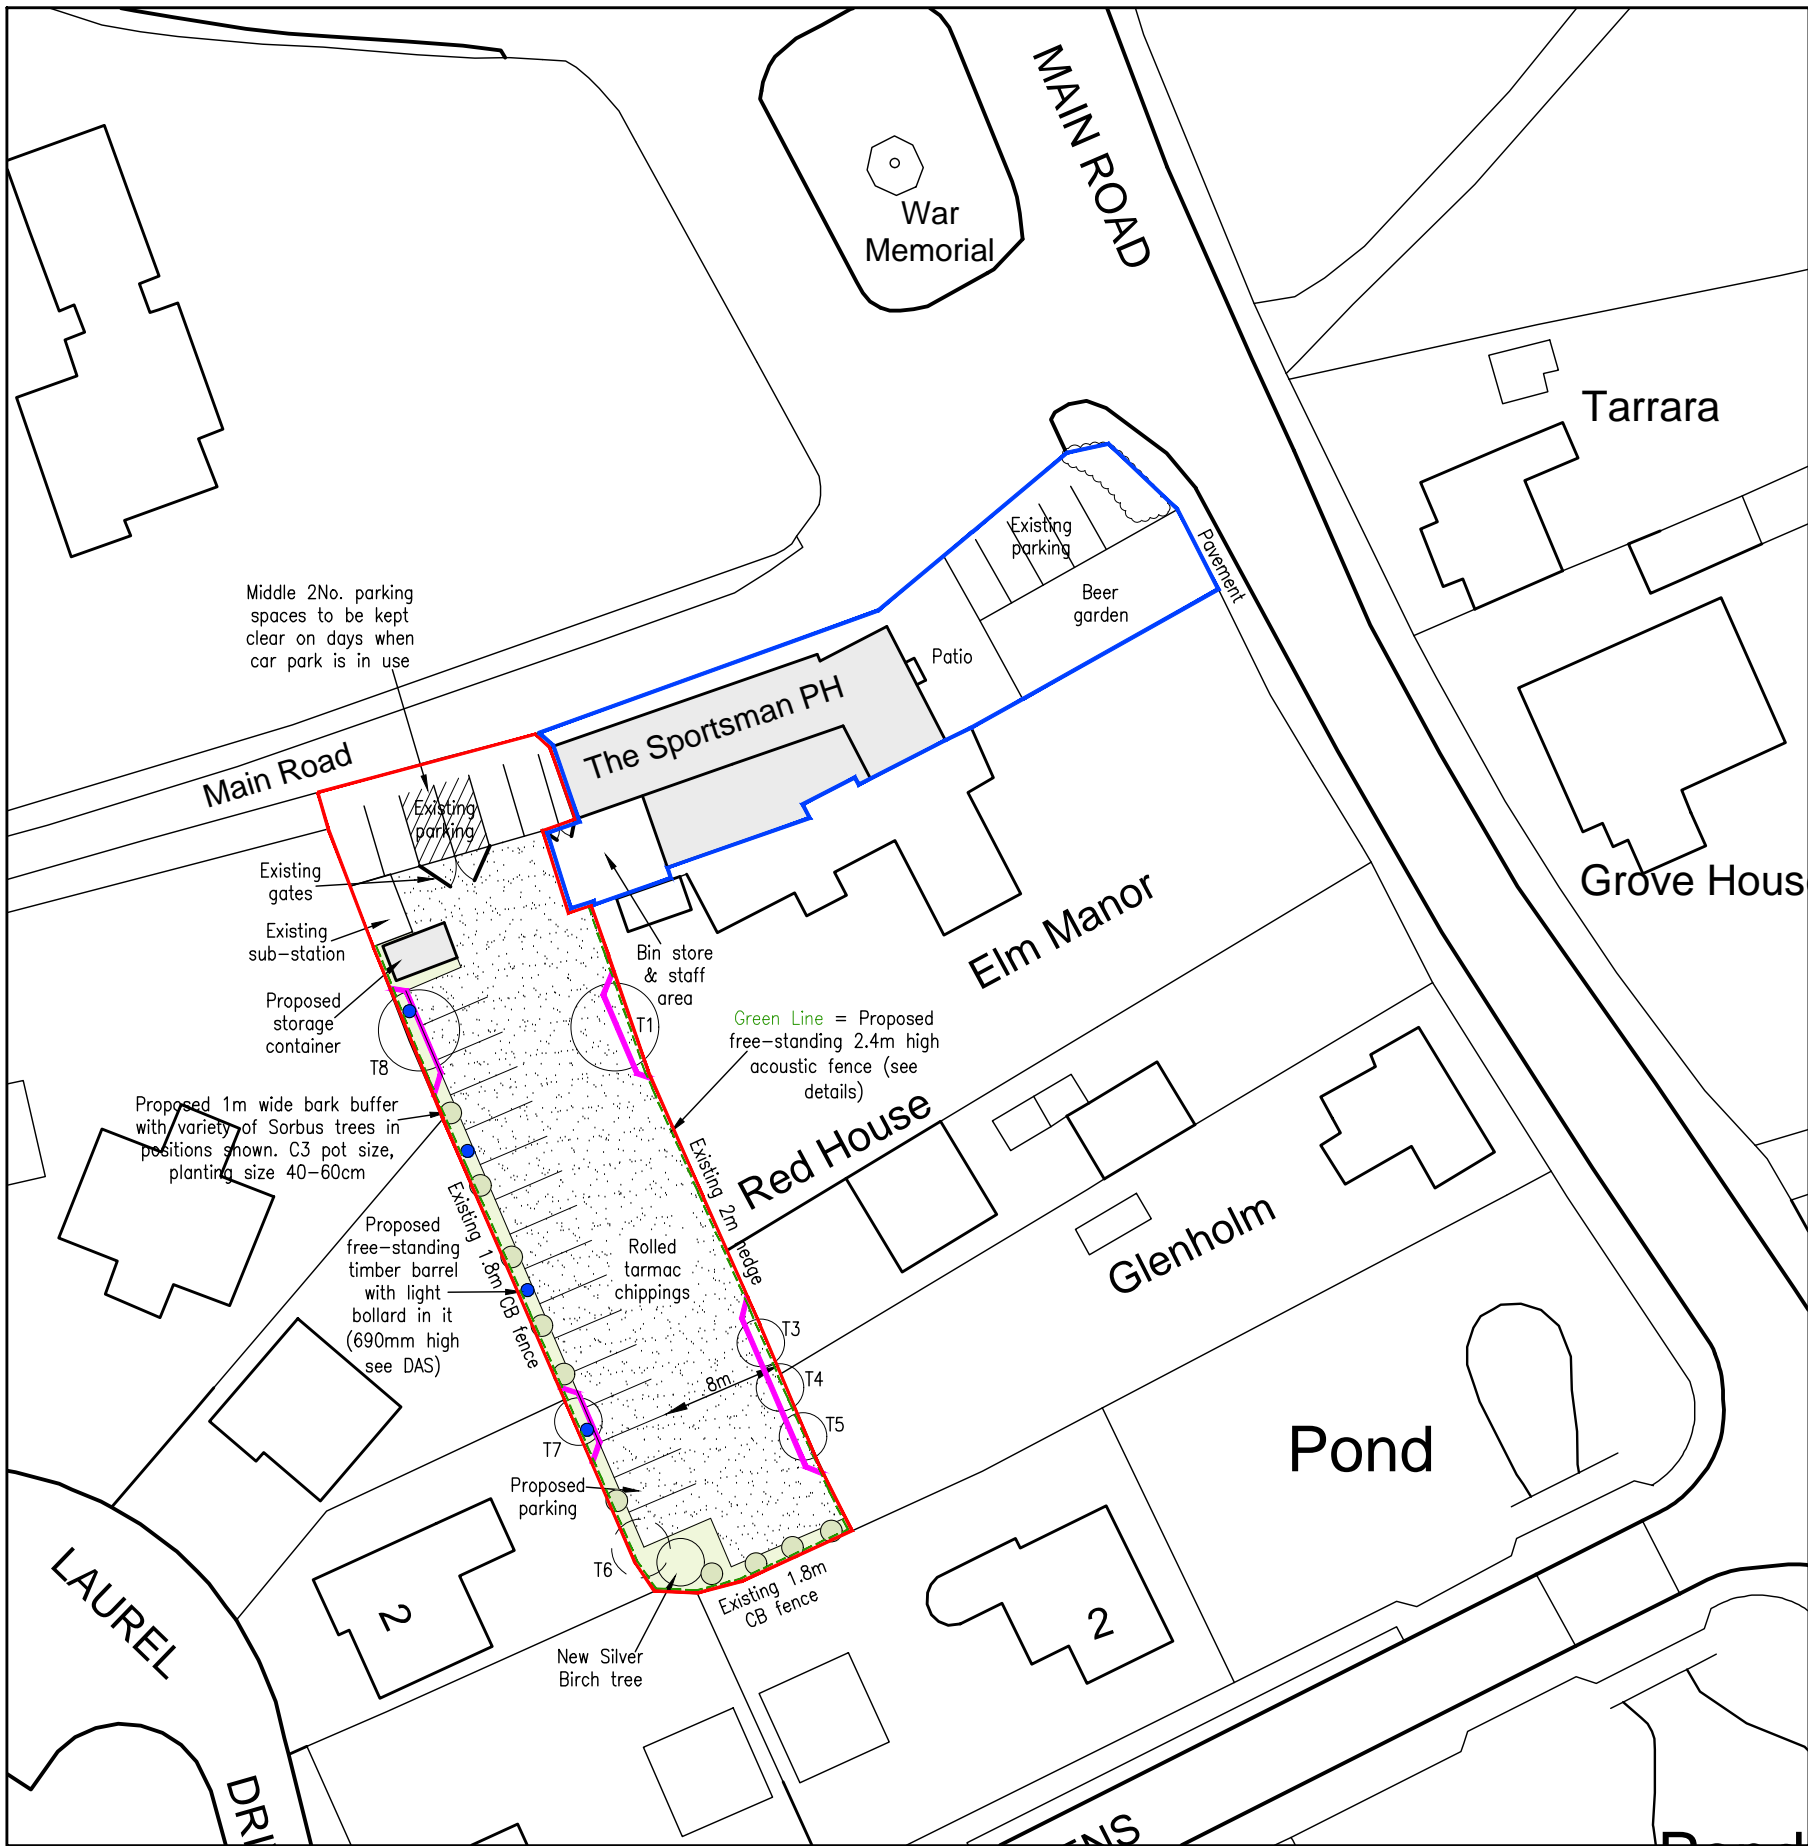 MAIN ROAD
War
Memorial
Tarrara
Existing
parking
Pavement
Beer
garden
Patio
Middle 2No. parking
spaces to be kept
clear on days when
car park is in use
The Sportsman PH
Main Road
Existing
parking
Existing
gates
Grove Hous
Elm Manor
Existing
sub-station
Bin store
& staff
area
Proposed
storage
container
T1
T8
Green Line = Proposed
free-standing 2.4m high
acoustic fence (see
details)
Proposed 1m wide bark buffer
with variety of Sorbus trees in
positions shown. C3 pot size,
planting size 40-60cm
Red House
Existing 2m hedge
Existing 1.8m CB fence
Proposed
free-standing
timber barrel
with light
bollard in it
(690mm high
see DAS)
Rolled
tarmac
chippings
Glenholm
T3
8m
T4
T5
T7
Pond
Proposed
parking
T6
Existing 1.8m
CB fence
LAUREL
2
2
New Silver
Birch tree
DRI
ENS